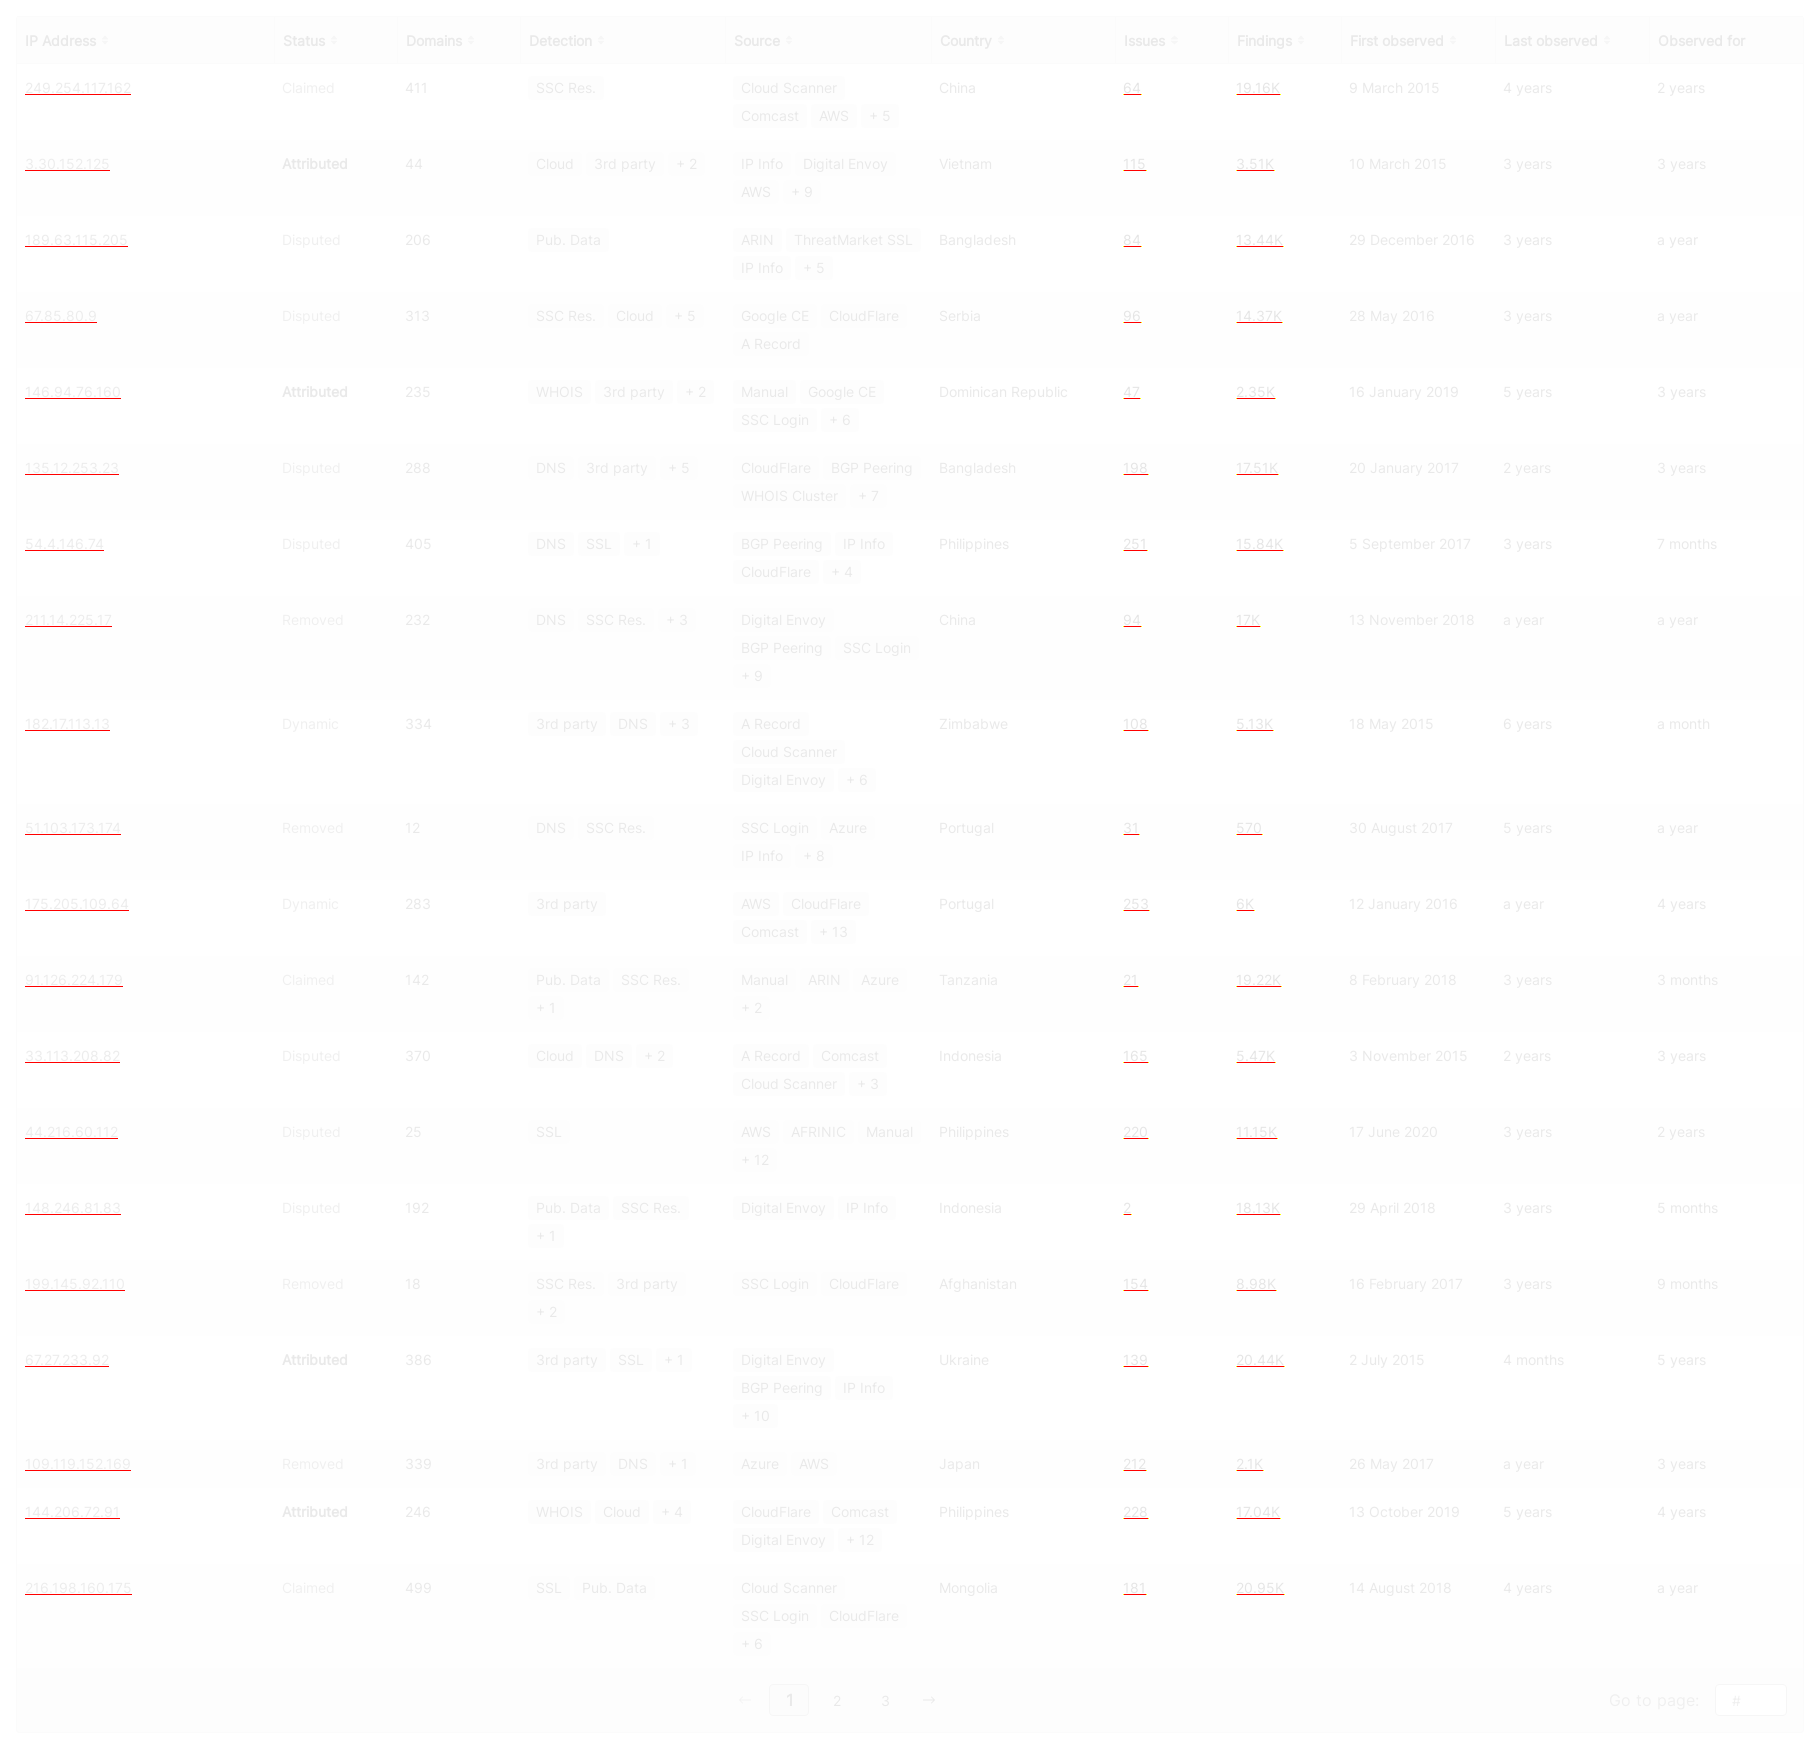 IP Address Status Domains Detection Source Country Issues Findings First observed Last observed Observed for
249.254.117.162 Claimed 411 SSC Res. Cloud Scanner China 64 19.16K 9 March 2015 4 years 2 years
Comcast AWS + 5
3.30.152.125 Attributed 44 Cloud 3rd party + 2 IP Info Digital Envoy Vietnam 115 3.51K 10 March 2015 3 years 3 years
AWS + 9
189.63.115.205 Disputed 206 Pub. Data ARIN ThreatMarket SSL Bangladesh 84 13.44K 29 December 2016 3 years a year
IP Info + 5
67.85.80.9 Disputed 313 SSC Res. Cloud + 5 Google CE CloudFlare Serbia 96 14.37K 28 May 2016 3 years a year
A Record
146.94.76.160 Attributed 235 WHOIS 3rd party + 2 Manual Google CE Dominican Republic 47 2.35K 16 January 2019 5 years 3 years
SSC Login + 6
135.12.253.23 Disputed 288 DNS 3rd party + 5 CloudFlare BGP Peering Bangladesh 198 17.51K 20 January 2017 2 years 3 years
WHOIS Cluster + 7
54.4.146.74 Disputed 405 DNS SSL + 1 BGP Peering IP Info Philippines 251 15.84K 5 September 2017 3 years 7 months
CloudFlare + 4
211.14.225.17 Removed 232 DNS SSC Res. + 3 Digital Envoy China 94 17K 13 November 2018 a year a year
BGP Peering SSC Login
+ 9
182.17.113.13 Dynamic 334 3rd party DNS + 3 A Record Zimbabwe 108 5.13K 18 May 2015 6 years a month
Cloud Scanner
Digital Envoy + 6
51.103.173.174 Removed 12 DNS SSC Res. SSC Login Azure Portugal 31 570 30 August 2017 5 years a year
IP Info + 8
175.205.109.64 Dynamic 283 3rd party AWS CloudFlare Portugal 253 6K 12 January 2016 a year 4 years
Comcast + 13
91.126.224.179 Claimed 142 Pub. Data SSC Res. Manual ARIN Azure Tanzania 21 19.22K 8 February 2018 3 years 3 months
+ 1 + 2
33.113.208.82 Disputed 370 Cloud DNS + 2 A Record Comcast Indonesia 165 5.47K 3 November 2015 2 years 3 years
Cloud Scanner + 3
44.216.60.112 Disputed 25 SSL AWS AFRINIC Manual Philippines 220 11.15K 17 June 2020 3 years 2 years
+ 12
148.246.81.83 Disputed 192 Pub. Data SSC Res. Digital Envoy IP Info Indonesia 2 18.13K 29 April 2018 3 years 5 months
+ 1
199.145.92.110 Removed 18 SSC Res. 3rd party SSC Login CloudFlare Afghanistan 154 8.98K 16 February 2017 3 years 9 months
+ 2
67.27.233.92 Attributed 386 3rd party SSL + 1 Digital Envoy Ukraine 139 20.44K 2 July 2015 4 months 5 years
BGP Peering IP Info
+ 10
109.119.152.169 Removed 339 3rd party DNS + 1 Azure AWS Japan 212 2.1K 26 May 2017 a year 3 years
144.206.72.91 Attributed 246 WHOIS Cloud + 4 CloudFlare Comcast Philippines 228 17.04K 13 October 2019 5 years 4 years
Digital Envoy + 12
216.198.160.175 Claimed 499 SSL Pub. Data Cloud Scanner Mongolia 181 20.95K 14 August 2018 4 years a year
SSC Login CloudFlare
+ 6
← 1 2 3 → Go to page: #